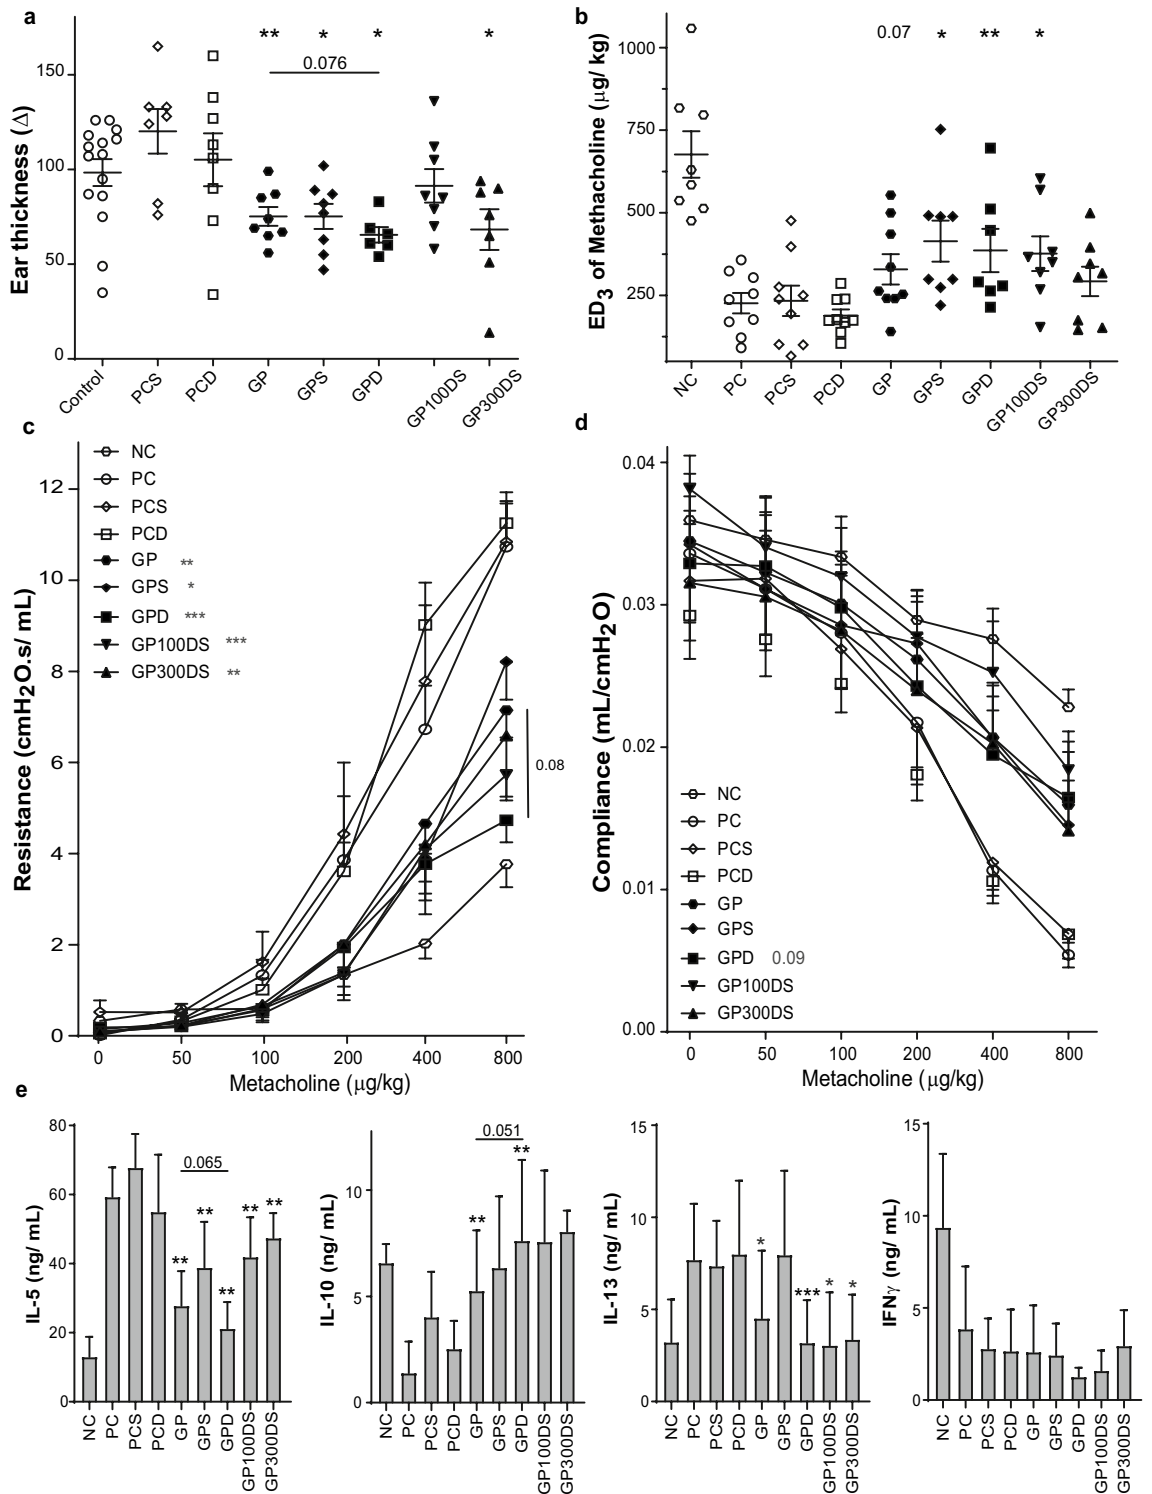 a
Ear thickness (Δ)
150
100
50
0
** * * *
0.076
Control
PCS
PCD
GP
GPS
GPD
GP100DS
GP300DS
b
ED3 of Methacholine (μg/ kg)
1000
750
500
250
0.07 * ** *
NC
PC
PCS
PCD
GP
GPS
GPD
GP100DS
GP300DS
c
Resistance (cmH2O.s/ mL)
12
10
8
6
4
2
0
NC
PC
PCS
PCD
GP **
GPS *
GPD ***
GP100DS ***
GP300DS **
0.08
0 50 100 200 400 800
Metacholine (μg/kg)
d
Compliance (mL/cmH2O)
0.04
0.03
0.02
0.01
0.00
NC
PC
PCS
PCD
GP
GPS
GPD 0.09
GP100DS
GP300DS
0 50 100 200 400 800
Metacholine (μg/kg)
e
IL-5 (ng/ mL)
80
60
40
20
0
0.065
** ** ** ** **
NC
PC
PCS
PCD
GP
GPS
GPD
GP100DS
GP300DS
IL-10 (ng/ mL)
10
5
0
0.051
** **
NC
PC
PCS
PCD
GP
GPS
GPD
GP100DS
GP300DS
IL-13 (ng/ mL)
15
10
5
0
* *** * *
NC
PC
PCS
PCD
GP
GPS
GPD
GP100DS
GP300DS
IFNγ (ng/ mL)
15
10
5
0
NC
PC
PCS
PCD
GP
GPS
GPD
GP100DS
GP300DS